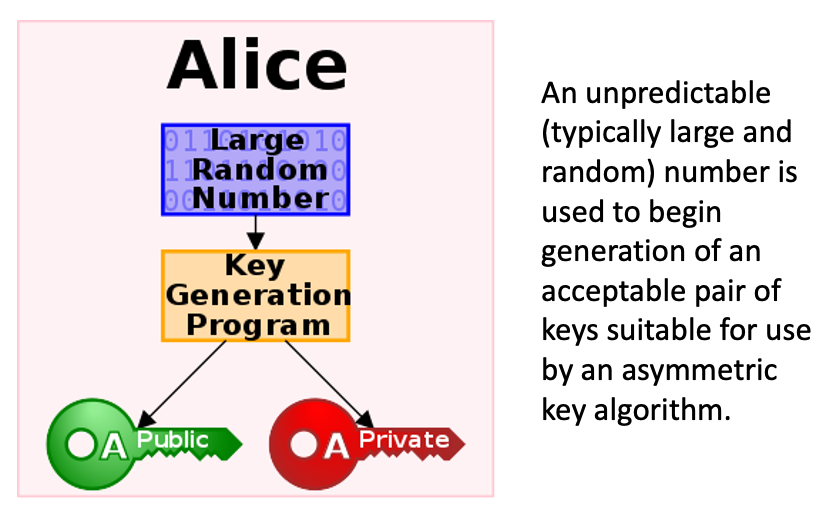 Alice
0110101010
Large
Random
Number
Key
Generation
Program
A Public
A Private
An unpredictable
(typically large and
random) number is
used to begin
generation of an
acceptable pair of
keys suitable for use
by an asymmetric
key algorithm.